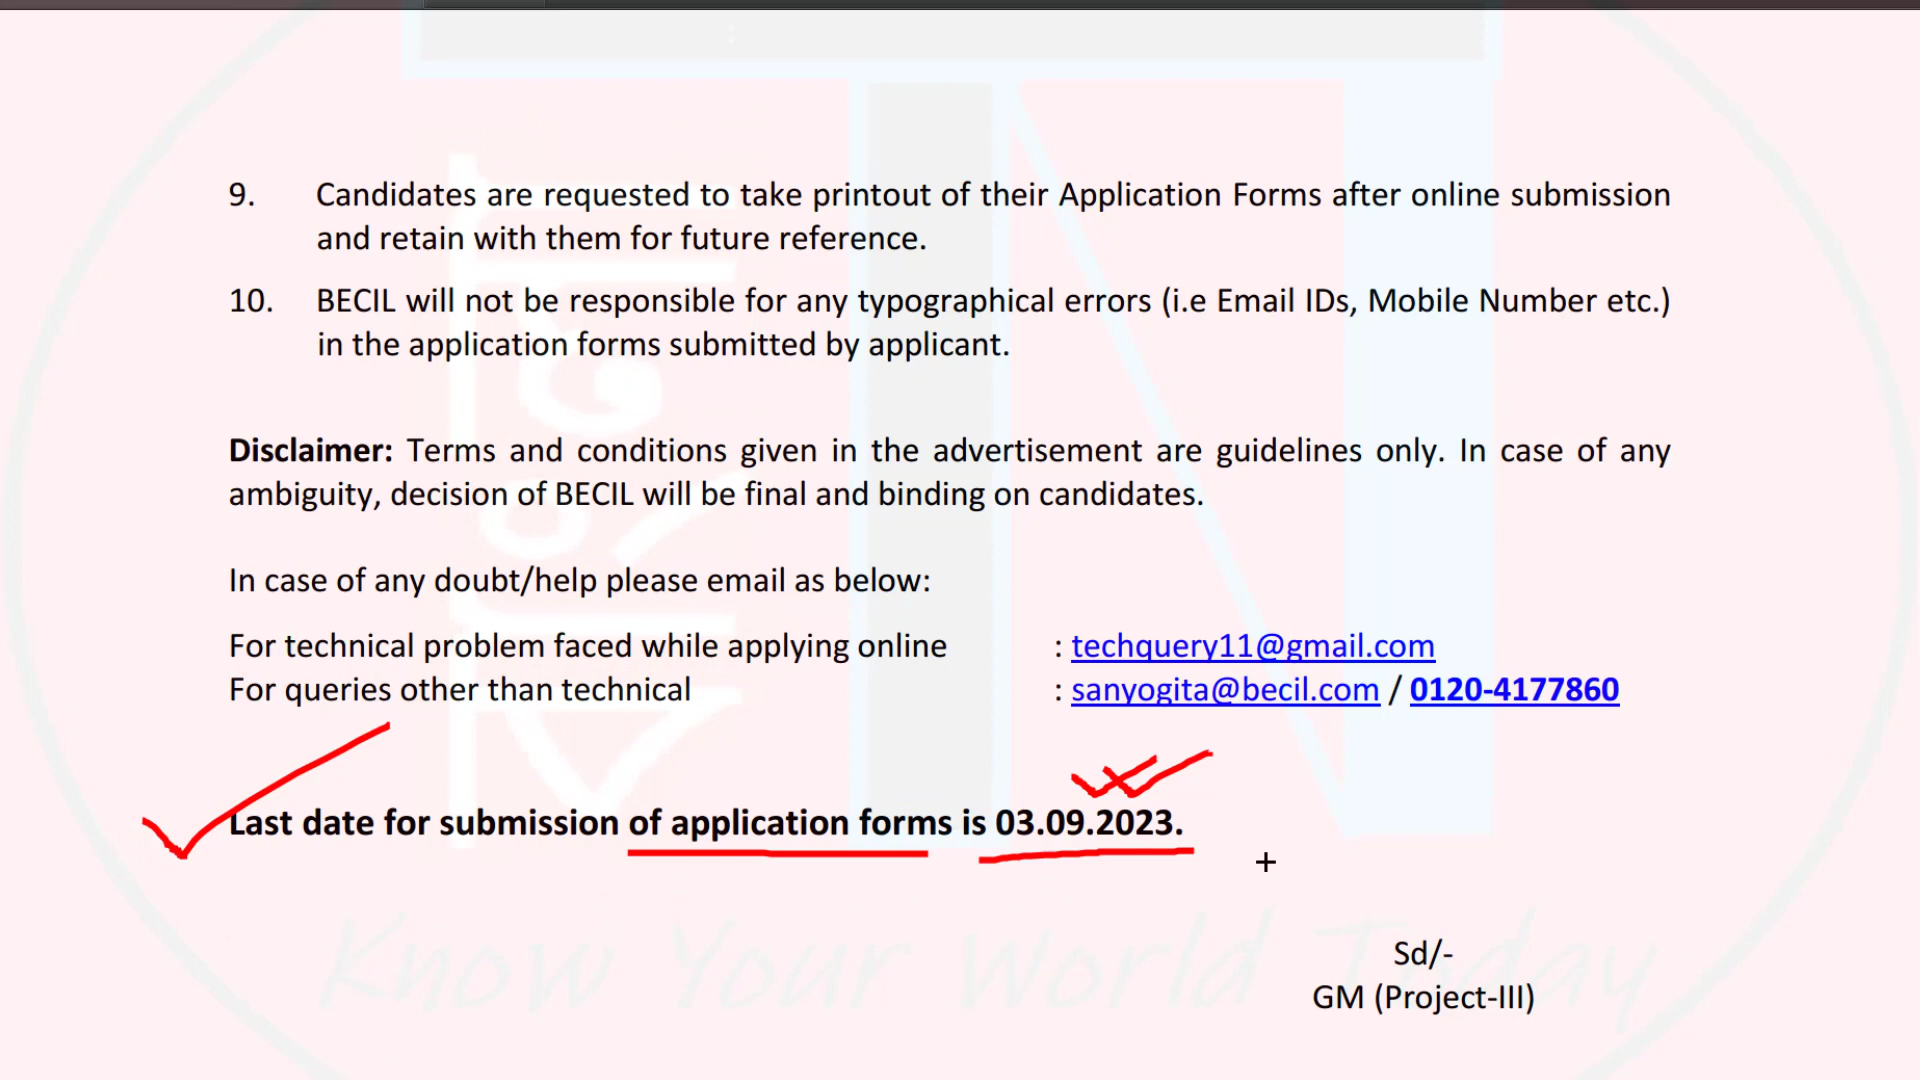 9. Candidates are requested to take printout of their Application Forms after online submission
and retain with them for future reference.
10. BECIL will not be responsible for any typographical errors (i.e Email IDs, Mobile Number etc.)
in the application forms submitted by applicant.
Disclaimer: Terms and conditions given in the advertisement are guidelines only. In case of any
ambiguity, decision of BECIL will be final and binding on candidates.
In case of any doubt/help please email as below:
For technical problem faced while applying online : techquery11@gmail.com
For queries other than technical : sanyogita@becil.com / 0120-4177860
Last date for submission of application forms is 03.09.2023.
Sd/-
GM (Project-III)
Know Your World Today